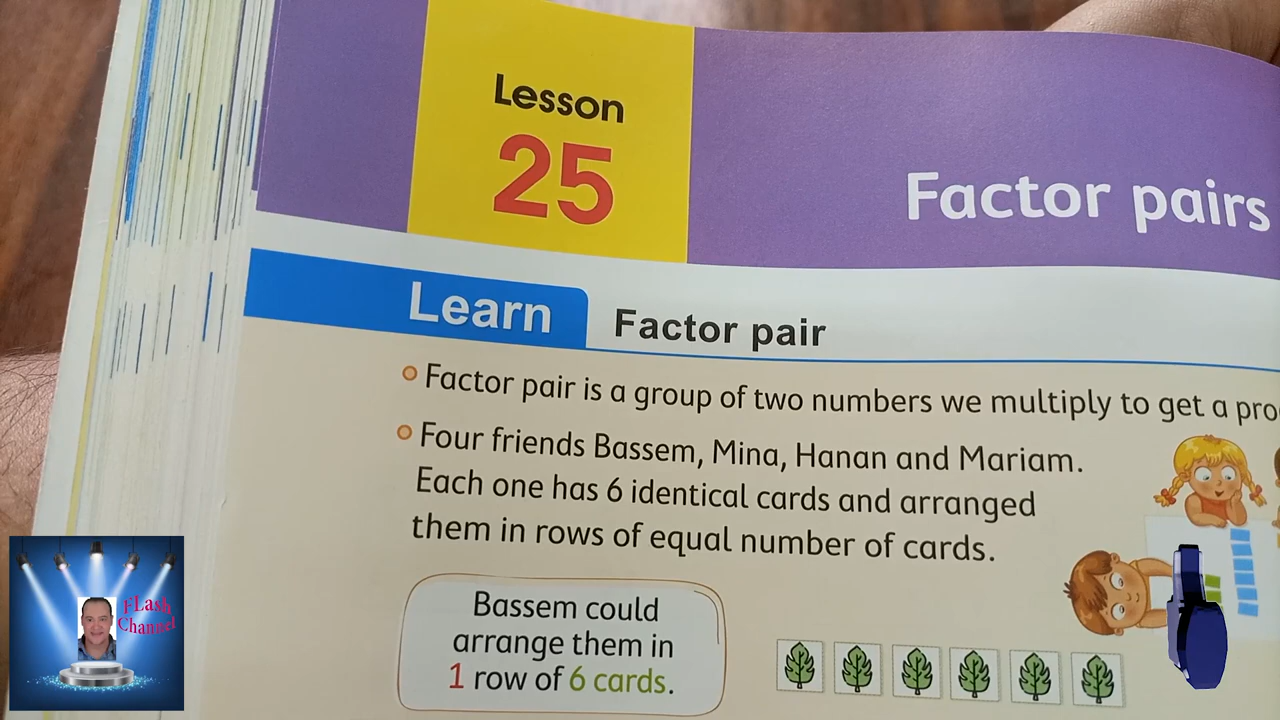 Lesson
25
Factor pairs
Learn
Factor pair
Factor pair is a group of two numbers we multiply to get a pro
Four friends Bassem, Mina, Hanan and Mariam.
Each one has 6 identical cards and arranged
them in rows of equal number of cards.
Bassem could
arrange them in
1 row of 6 cards.
FLash
Channel